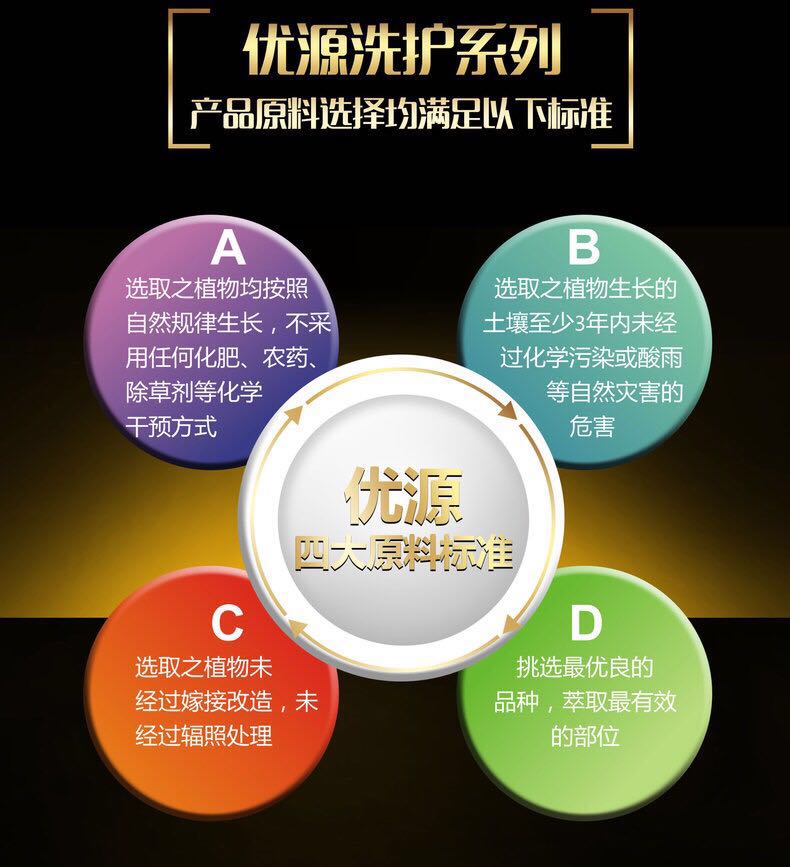 优源洗护系列
产品原料选择均满足以下标准
A
选取之植物均按照
自然规律生长，不采
用任何化肥、农药、
除草剂等化学
干预方式
B
选取之植物生长的
土壤至少3年内未经
过化学污染或酸雨
等自然灾害的
危害
优源
四大原料标准
C
选取之植物未
经过嫁接改造，未
经过辐照处理
D
挑选最优良的
品种，萃取最有效
的部位